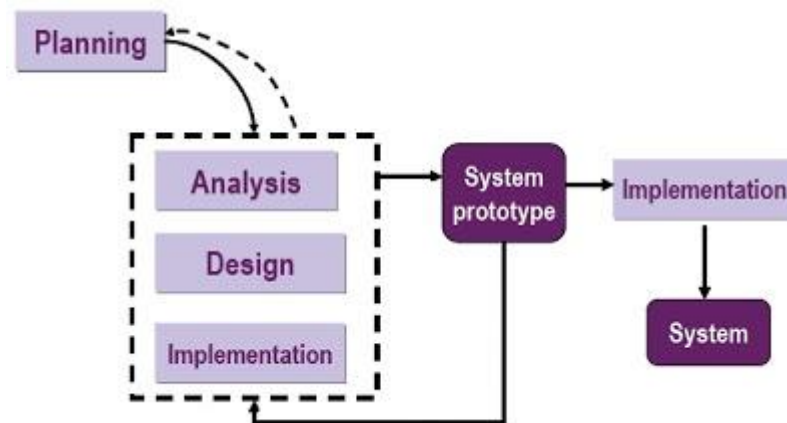 Planning
Analysis
Design
Implementation
System
prototype
Implementation
System